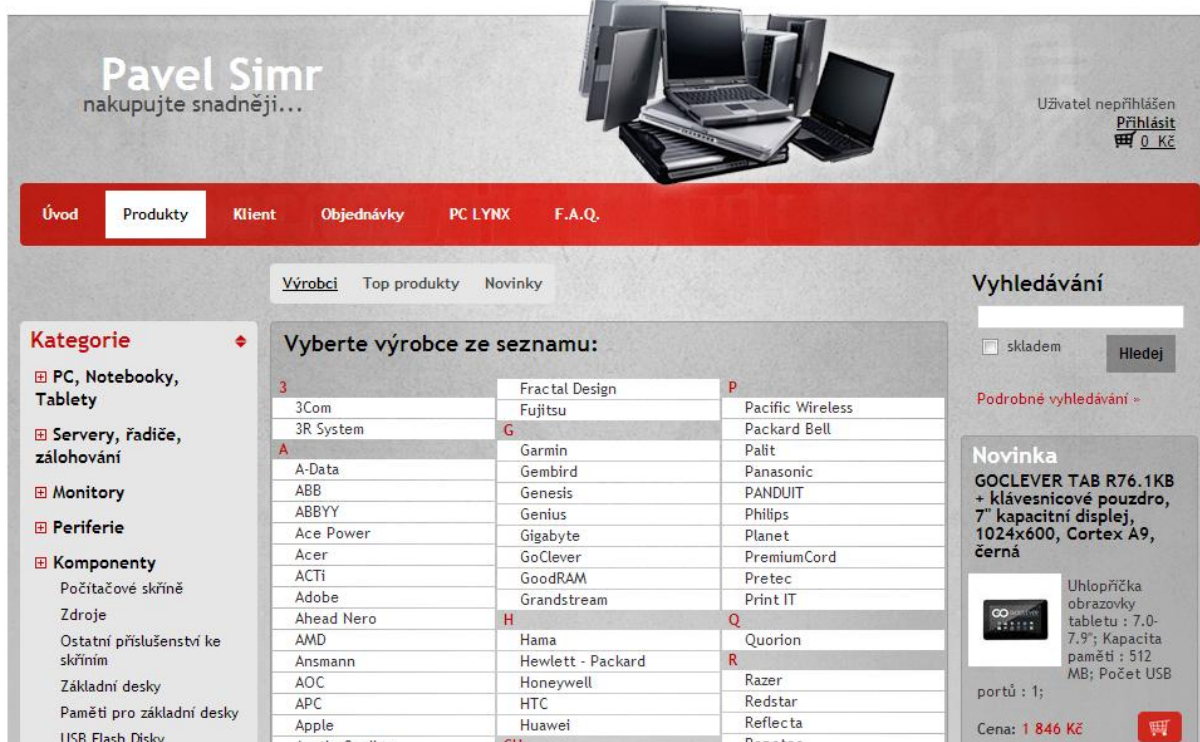 Pavel Simr
nakupujte snadněji...
Uživatel nepřihlášen
Přihlásit
0 Kč
Úvod
Produkty
Klient
Objednávky
PC LYNX
F.A.Q.
Výrobci
Top produkty
Novinky
Kategorie
PC, Notebooky,
Tablety
Servery, řadiče,
zálohování
Monitory
Periferie
Komponenty
Počítačové skříně
Zdroje
Ostatní příslušenství ke
skříním
Základní desky
Paměti pro základní desky
USB Flash Disky
Vyberte výrobce ze seznamu:
3
3Com
3R System
A
A-Data
ABB
ABBYY
Ace Power
Acer
ACTi
Adobe
Ahead Nero
AMD
Ansmann
AOC
APC
Apple
Fractal Design
Fujitsu
G
Garmin
Gembird
Genesis
Genius
Gigabyte
GoClever
GoodRAM
Grandstream
H
Hama
Hewlett - Packard
Honeywell
HTC
Huawei
CH
P
Pacific Wireless
Packard Bell
Palit
Panasonic
PANDUIT
Philips
Planet
PremiumCord
Pretec
Print IT
Q
Quorion
R
Razer
Redstar
Reflecta
Vyhledávání
skladem
Hledej
Podrobné vyhledávání »
Novinka
GOCLEVER TAB R76.1KB
+ klávesnicové pouzdro,
7" kapacitní displej,
1024x600, Cortex A9,
černá
GOCLEVER
Uhlopříčka
obrazovky
tabletu : 7.0-
7.9"; Kapacita
paměti : 512
MB; Počet USB
portů : 1;
Cena: 1 846 Kč